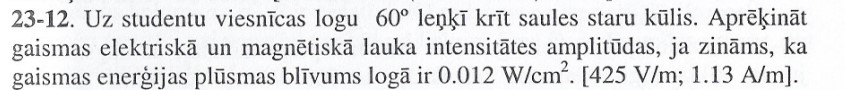 23-12. Uz studentu viesnīcas logu 60° leņķī krīt saules staru kūlis. Aprēķināt
gaismas elektriskā un magnētiskā lauka intensitātes amplitūdas, ja zināms, ka
gaismas enerģijas plūsmas blīvums logā ir 0.012 W/cm². [425 V/m; 1.13 A/m].